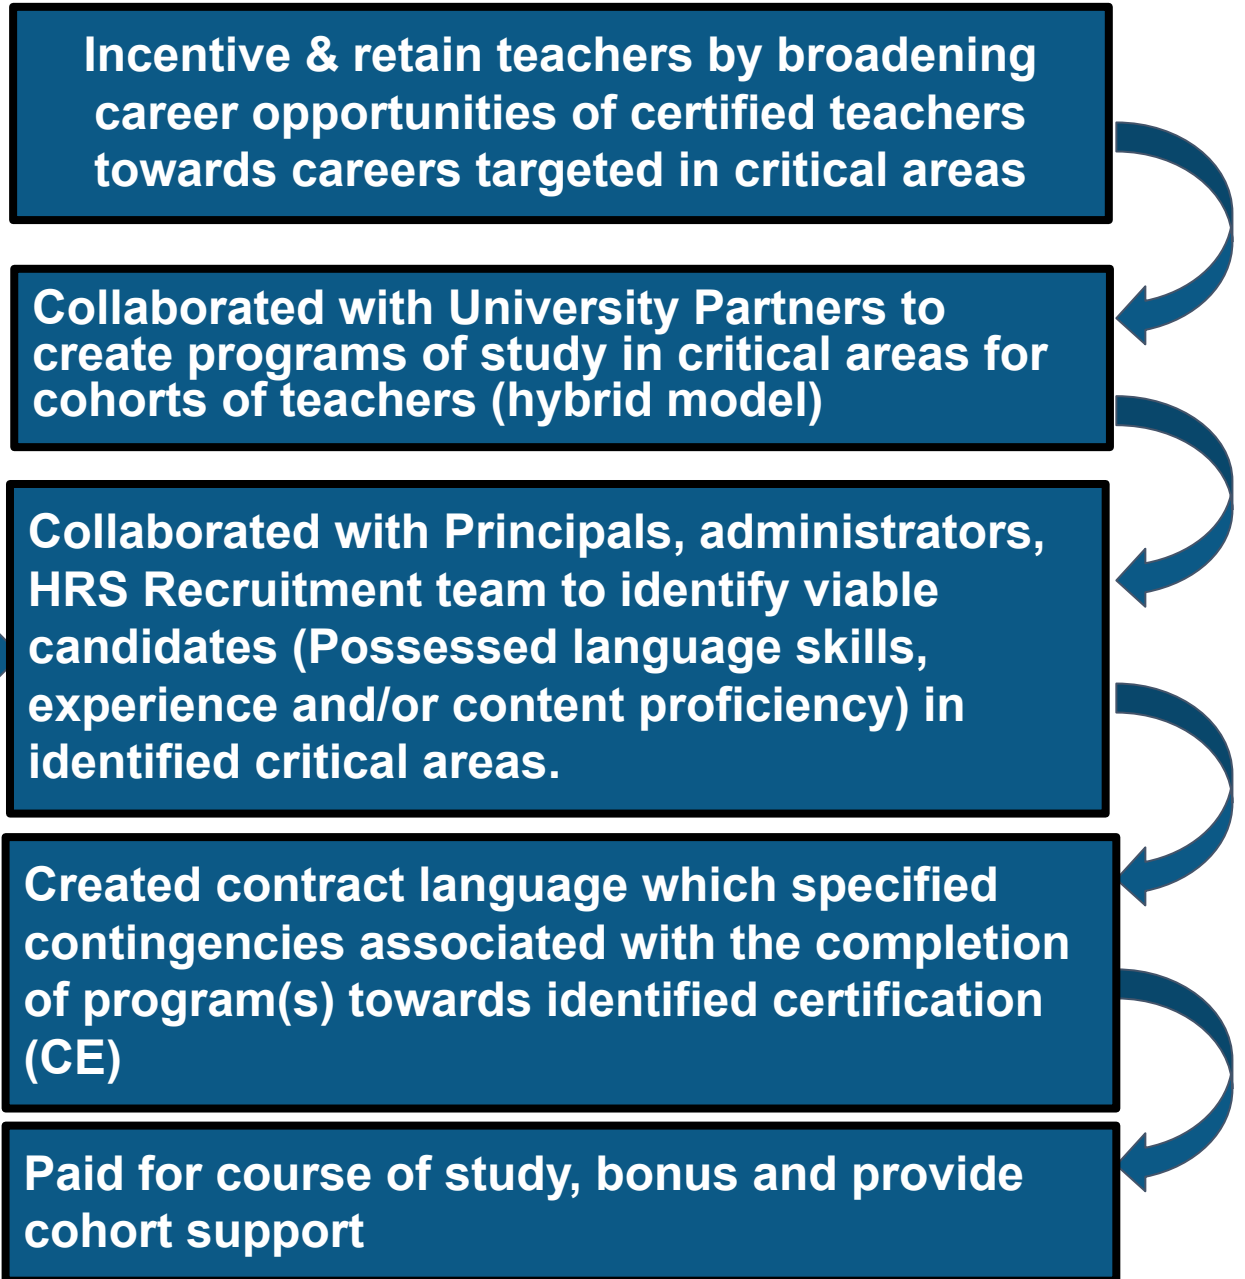 Incentive & retain teachers by broadening
career opportunities of certified teachers
towards careers targeted in critical areas
Collaborated with University Partners to
create programs of study in critical areas for
cohorts of teachers (hybrid model)
Collaborated with Principals, administrators,
HRS Recruitment team to identify viable
candidates (Possessed language skills,
experience and/or content proficiency) in
identified critical areas.
Created contract language which specified
contingencies associated with the completion
of program(s) towards identified certification
(CE)
Paid for course of study, bonus and provide
cohort support